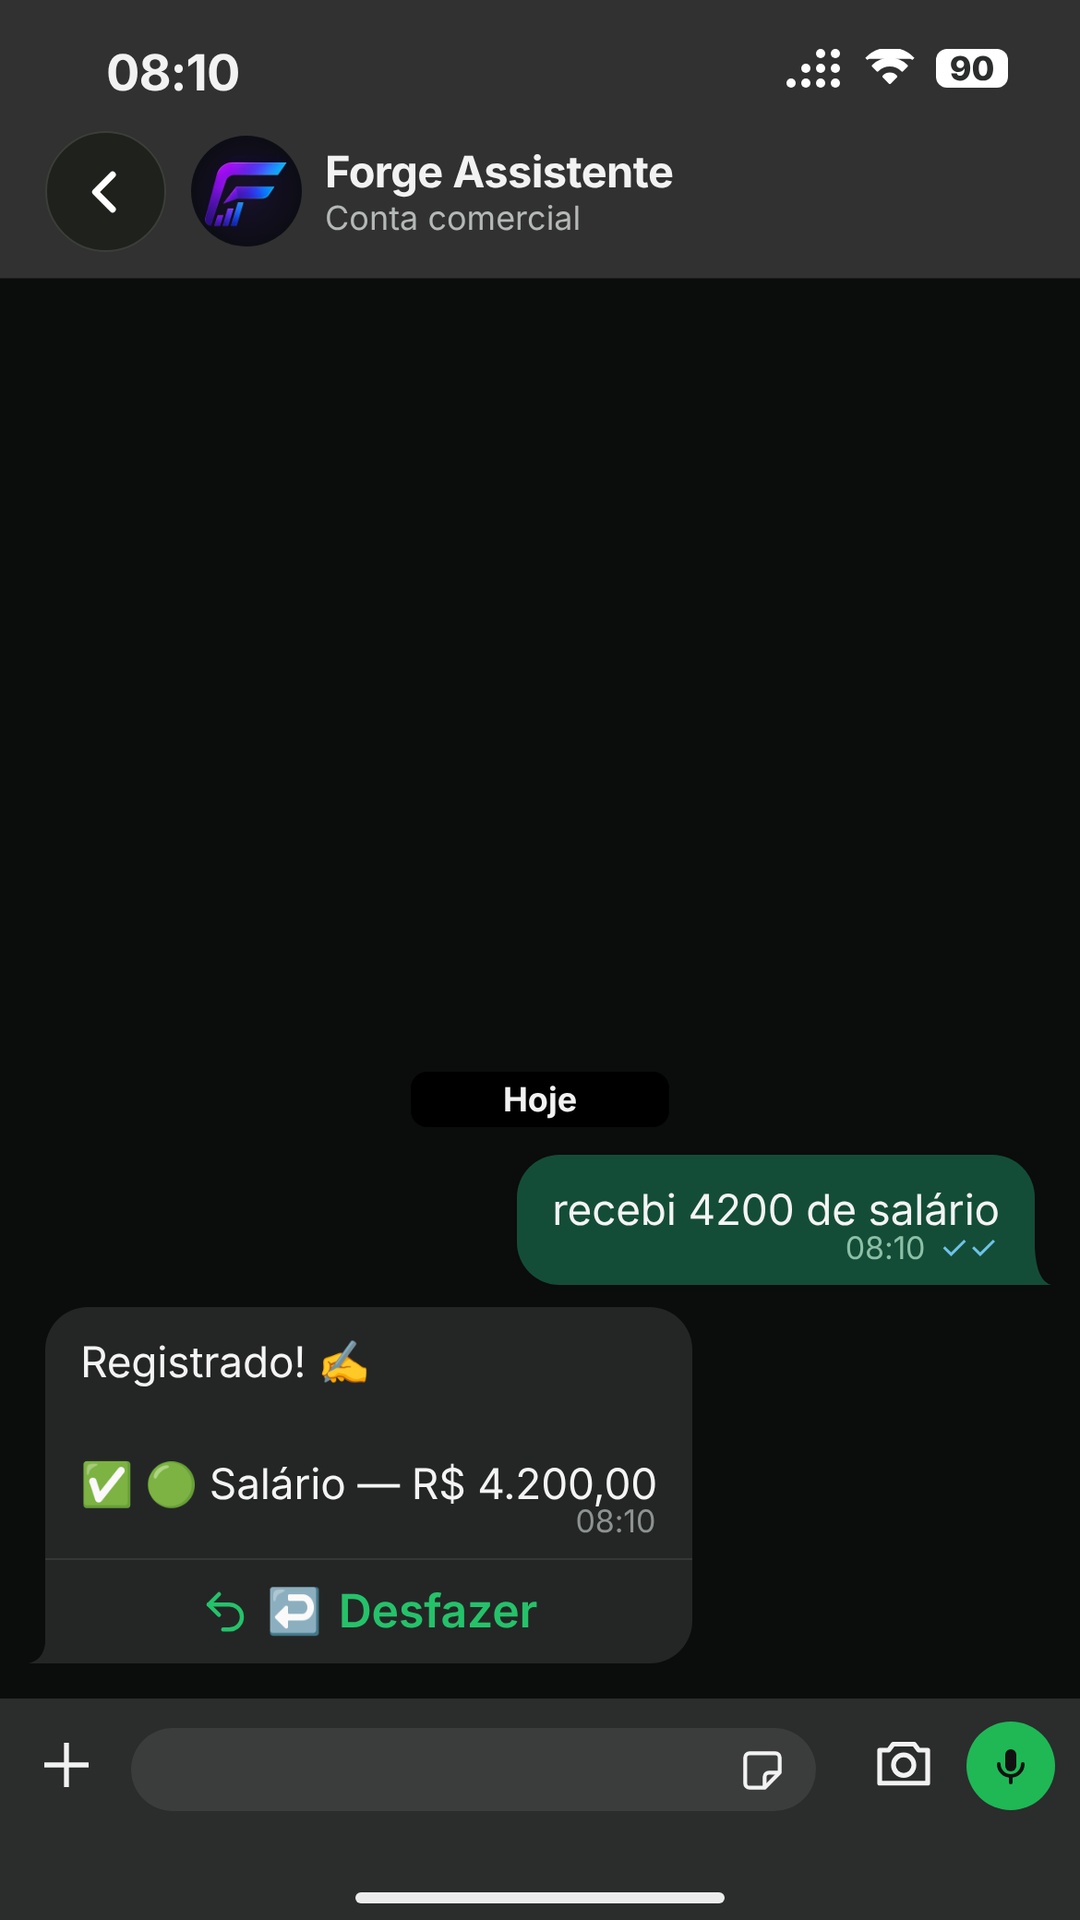 08:10
90
Forge Assistente
Conta comercial
Hoje
recebi 4200 de salário
08:10
Registrado! ✍️
✅ 🟢 Salário — R$ 4.200,00
08:10
↩️ Desfazer